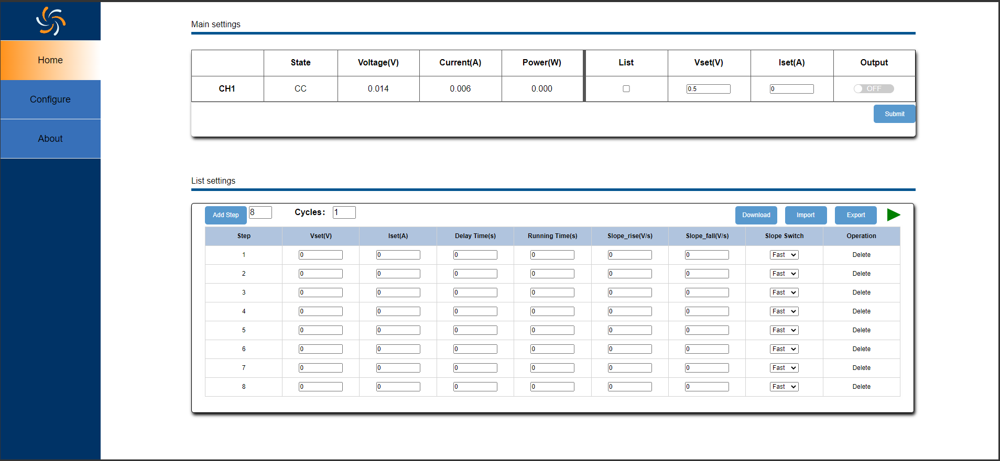 Main settings
State Voltage(V) Current(A) Power(W) List Vset(V) Iset(A) Output
CH1 CC 0.014 0.006 0.000 0.5 0 OFF
Submit
Home
Configure
About
List settings
Add Step 8 Cycles: 1 Download Import Export
Step Vset(V) Iset(A) Delay Time(s) Running Time(s) Slope_rise(V/s) Slope_fall(V/s) Slope Switch Operation
1 0 0 0 0 0 0 Fast Delete
2 0 0 0 0 0 0 Fast Delete
3 0 0 0 0 0 0 Fast Delete
4 0 0 0 0 0 0 Fast Delete
5 0 0 0 0 0 0 Fast Delete
6 0 0 0 0 0 0 Fast Delete
7 0 0 0 0 0 0 Fast Delete
8 0 0 0 0 0 0 Fast Delete